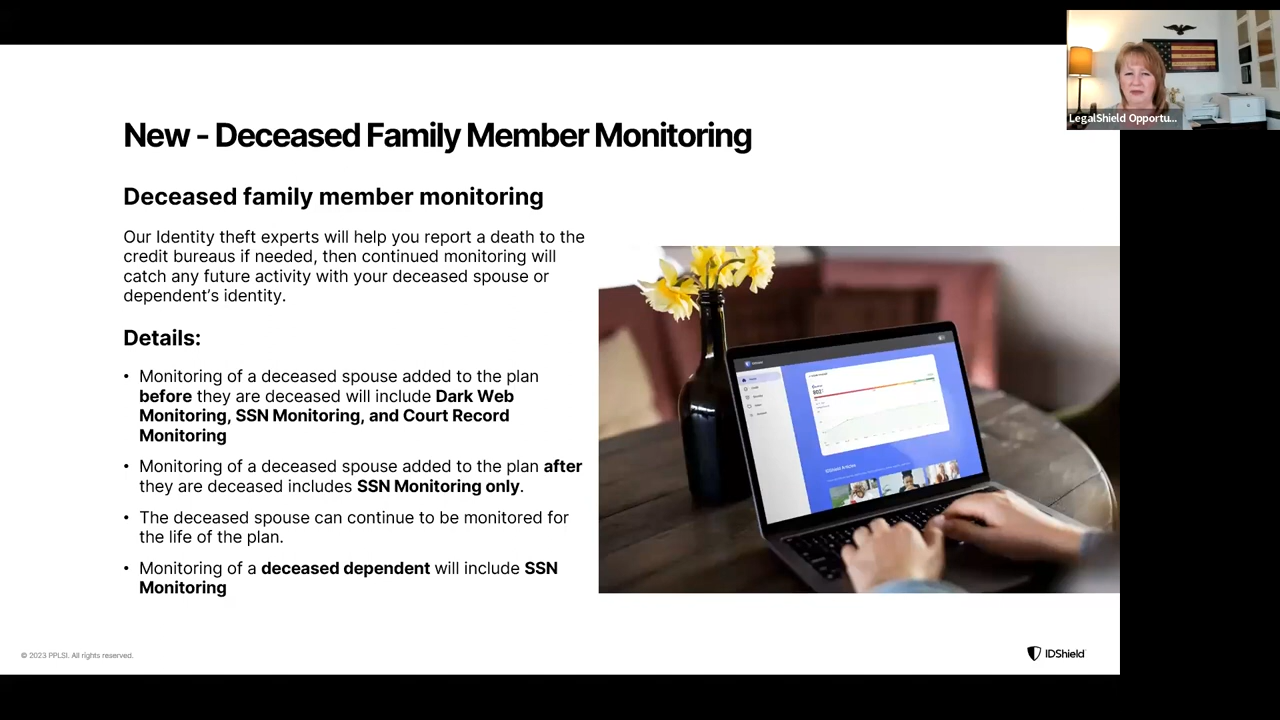 LegalShield Opportu...
New - Deceased Family Member Monitoring
Deceased family member monitoring
Our Identity theft experts will help you report a death to the
credit bureaus if needed, then continued monitoring will
catch any future activity with your deceased spouse or
dependent’s identity.
Details:
• Monitoring of a deceased spouse added to the plan
before they are deceased will include Dark Web
Monitoring, SSN Monitoring, and Court Record
Monitoring
• Monitoring of a deceased spouse added to the plan after
they are deceased includes SSN Monitoring only.
• The deceased spouse can continue to be monitored for
the life of the plan.
• Monitoring of a deceased dependent will include SSN
Monitoring
© 2023 PPLSI. All rights reserved.
IDShield